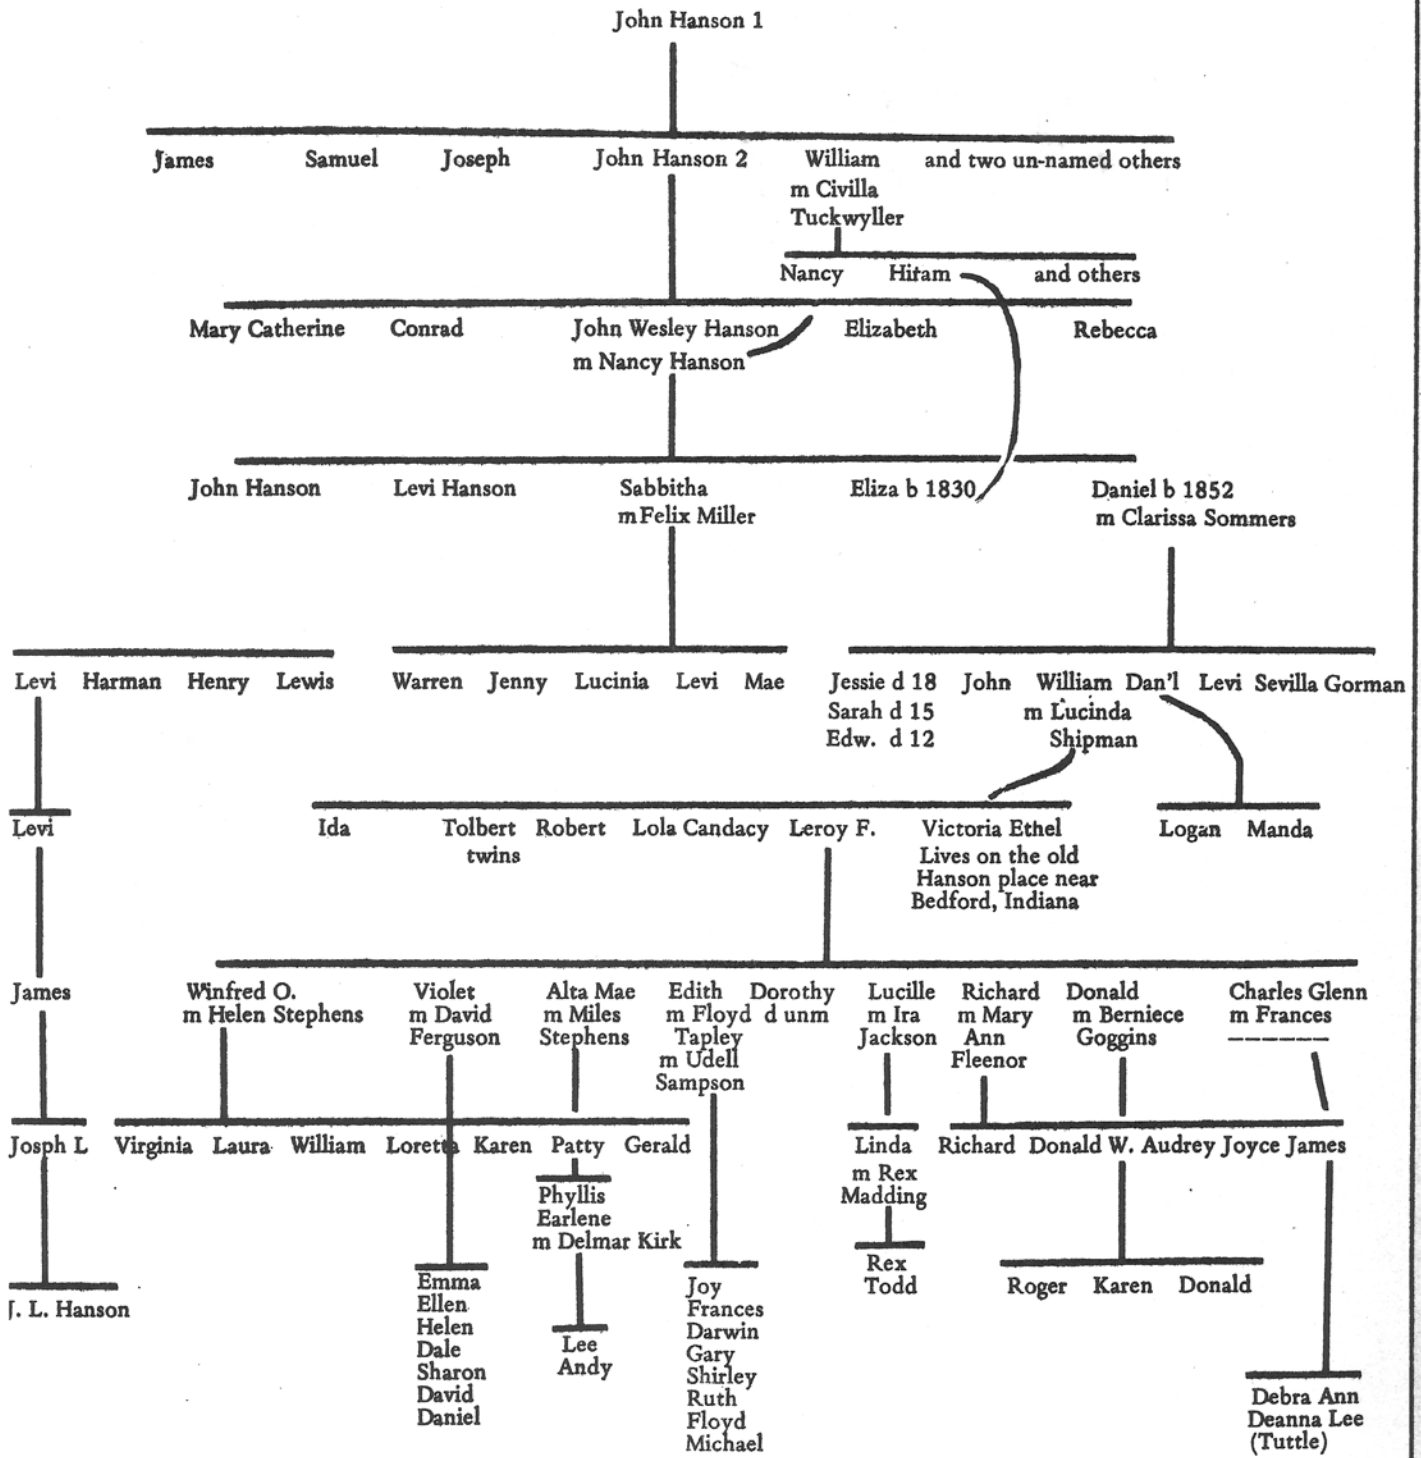 John Hanson 1
James Samuel Joseph John Hanson 2 William and two un-named others
m Civilla
Tuckwyller
Nancy Hiram and others
Mary Catherine Conrad John Wesley Hanson Elizabeth Rebecca
m Nancy Hanson
John Hanson Levi Hanson Sabbitha Eliza b 1830 Daniel b 1852
m Felix Miller m Clarissa Sommers
Levi Harman Henry Lewis Warren Jenny Lucinia Levi Mae Jessie d 18 John William Dan'l Levi Sevilla Gorman
Sarah d 15 m Lucinda
Edw. d 12 Shipman
Levi Ida Tolbert Robert Lola Candacy Leroy F. Victoria Ethel Logan Manda
twins Lives on the old
Hanson place near
Bedford, Indiana
James Winfred O. Violet Alta Mae Edith Dorothy Lucille Richard Donald Charles Glenn
m Helen Stephens m David m Miles m Floyd d unm m Ira m Mary m Berniece m Frances
Ferguson Stephens Tapley Jackson Ann Goggins --------
m Udell Fleenor
Sampson
Josph L Virginia Laura William Loretta Karen Patty Gerald Linda Richard Donald W. Audrey Joyce James
m Rex
Madding
Phyllis
Earlene
m Delmar Kirk
Rex
Todd
Roger Karen Donald
J. L. Hanson
Emma
Ellen
Helen
Dale
Sharon
David
Daniel
Lee
Andy
Joy
Frances
Darwin
Gary
Shirley
Ruth
Floyd
Michael
Debra Ann
Deanna Lee
(Tuttle)